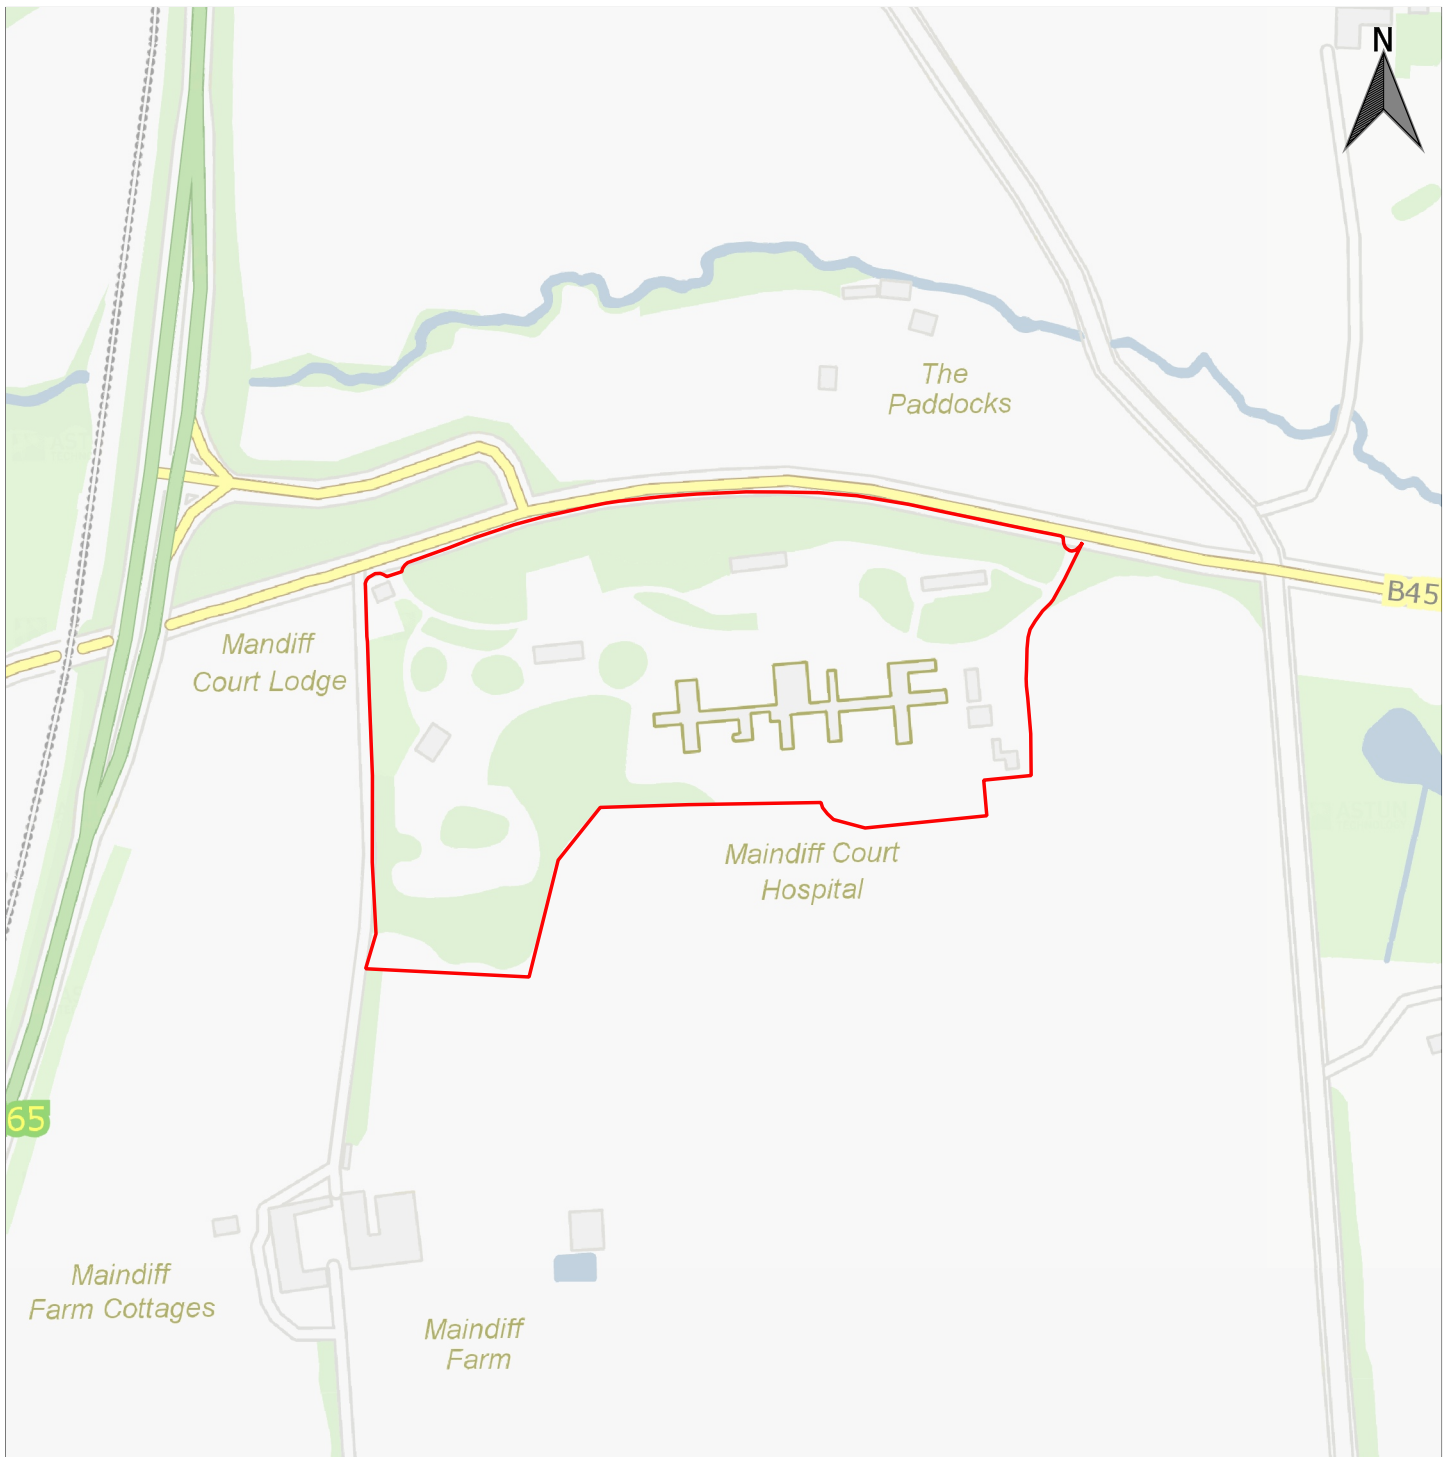 N
The
Paddocks
B45
Mandiff
Court Lodge
Maindiff Court
Hospital
65
Maindiff
Farm Cottages
Maindiff
Farm